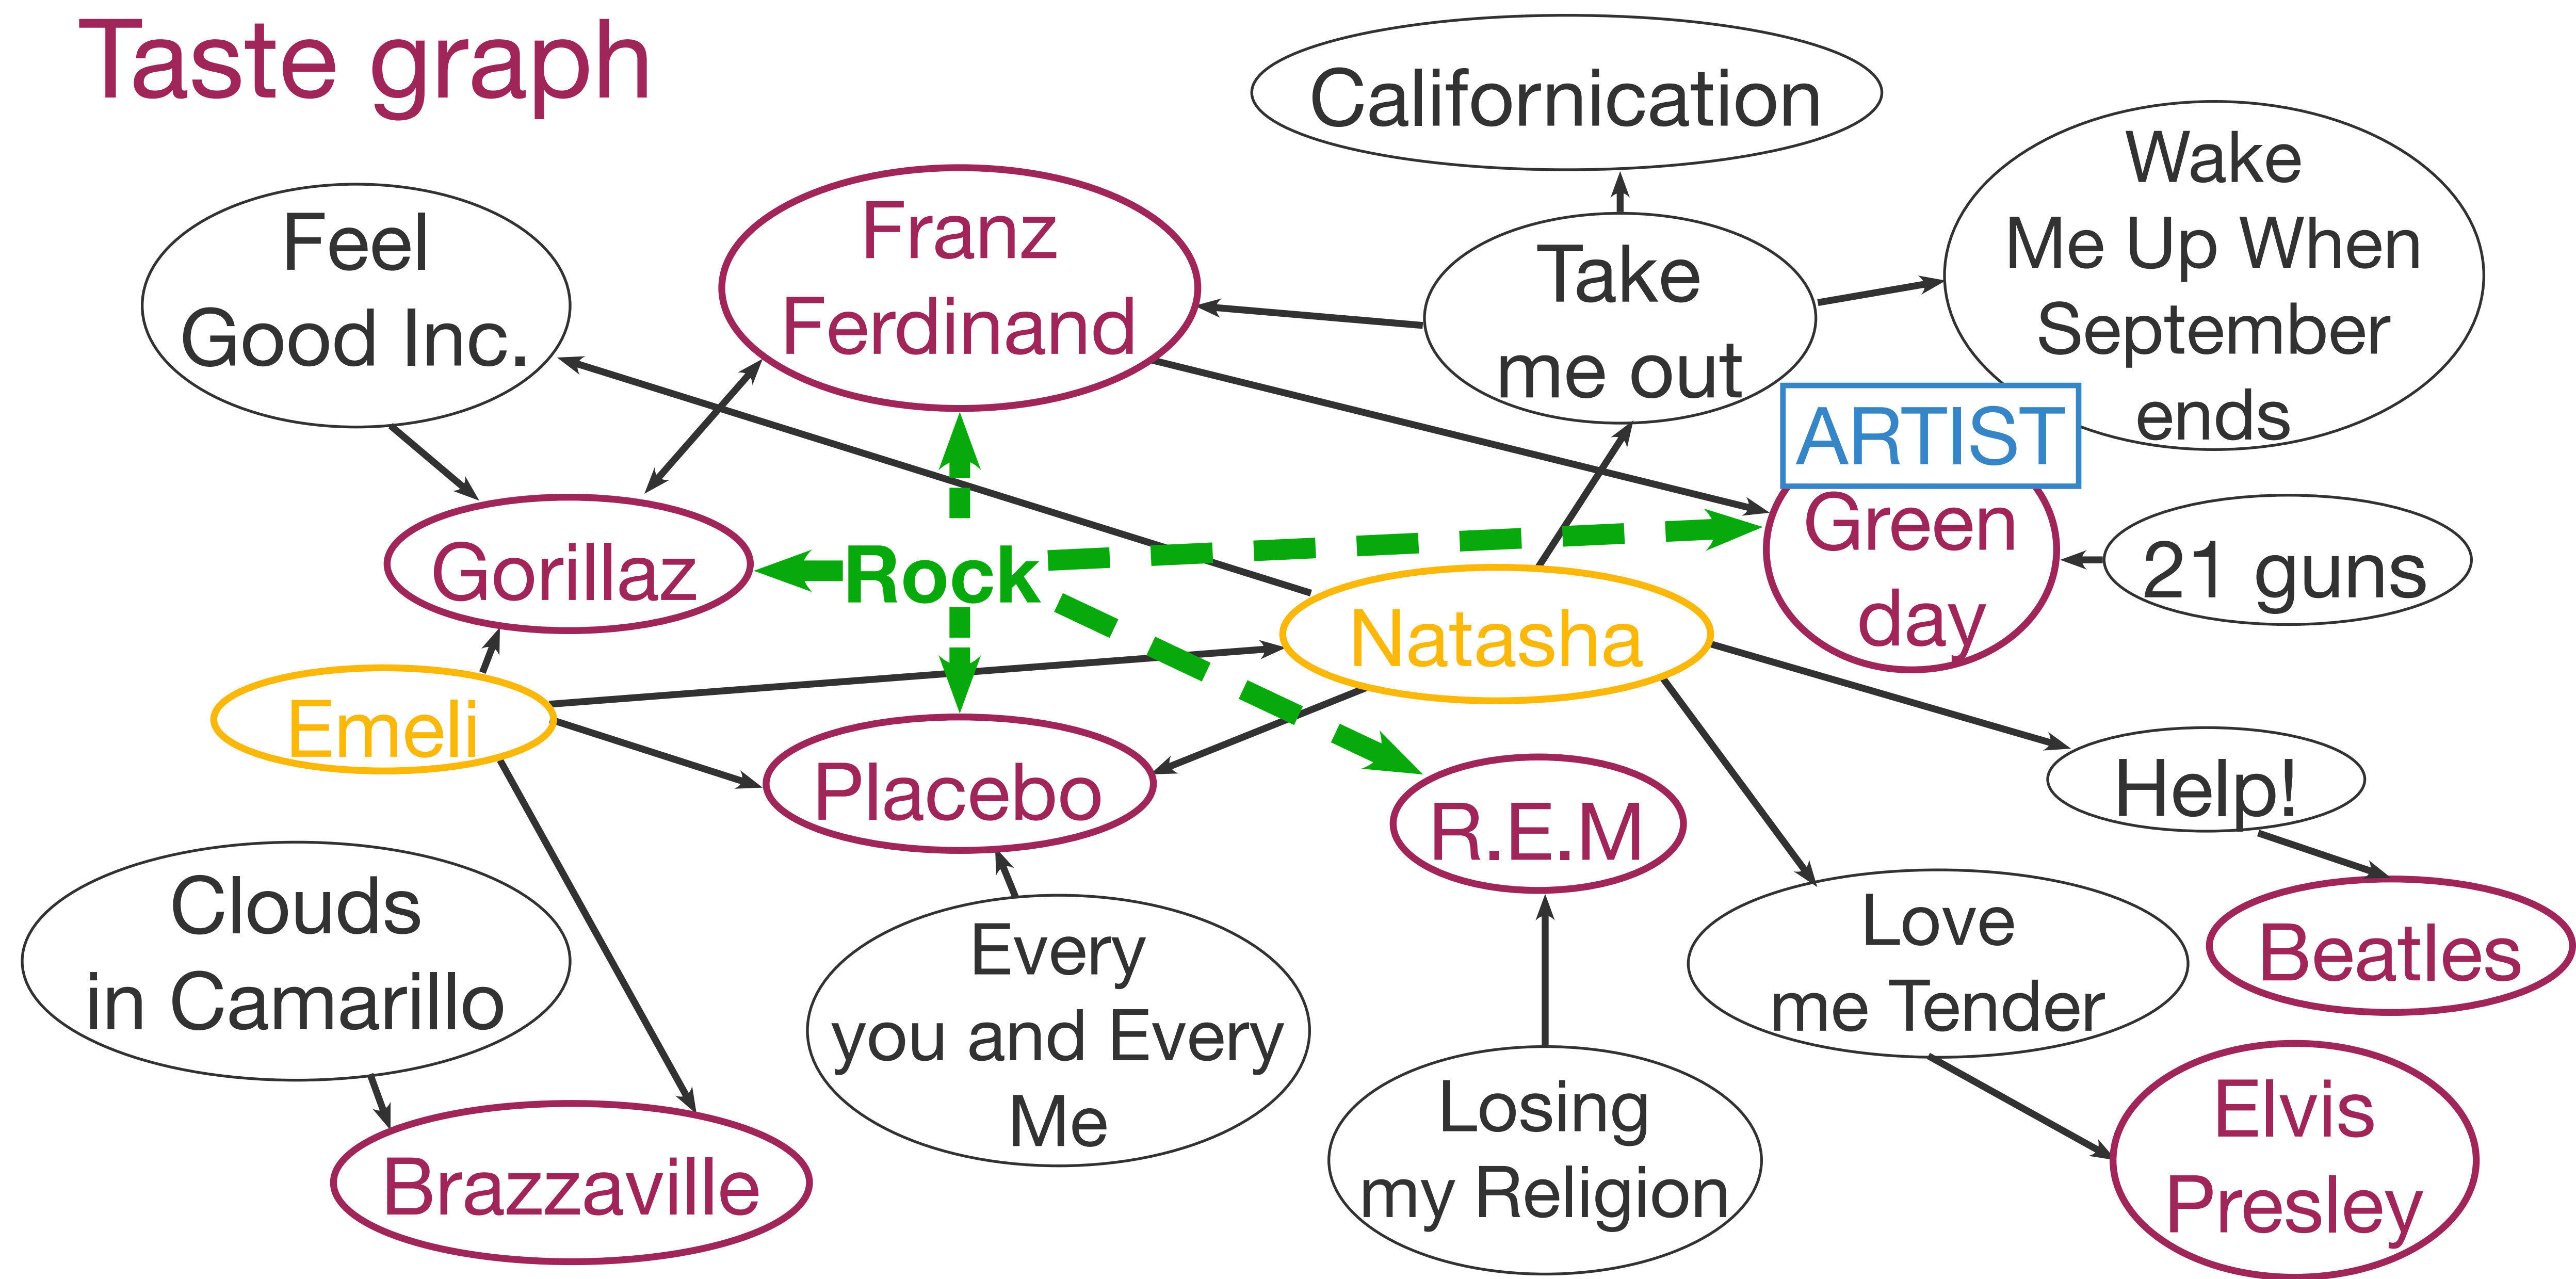 Taste graph
Californication
Wake
Me Up When
September
ends
Feel
Good Inc.
Franz
Ferdinand
Take
me out
ARTIST
Green
day
21 guns
Gorillaz
Rock
Natasha
Emeli
Placebo
R.E.M
Help!
Clouds
in Camarillo
Every
you and Every
Me
Love
me Tender
Beatles
Brazzaville
Losing
my Religion
Elvis
Presley